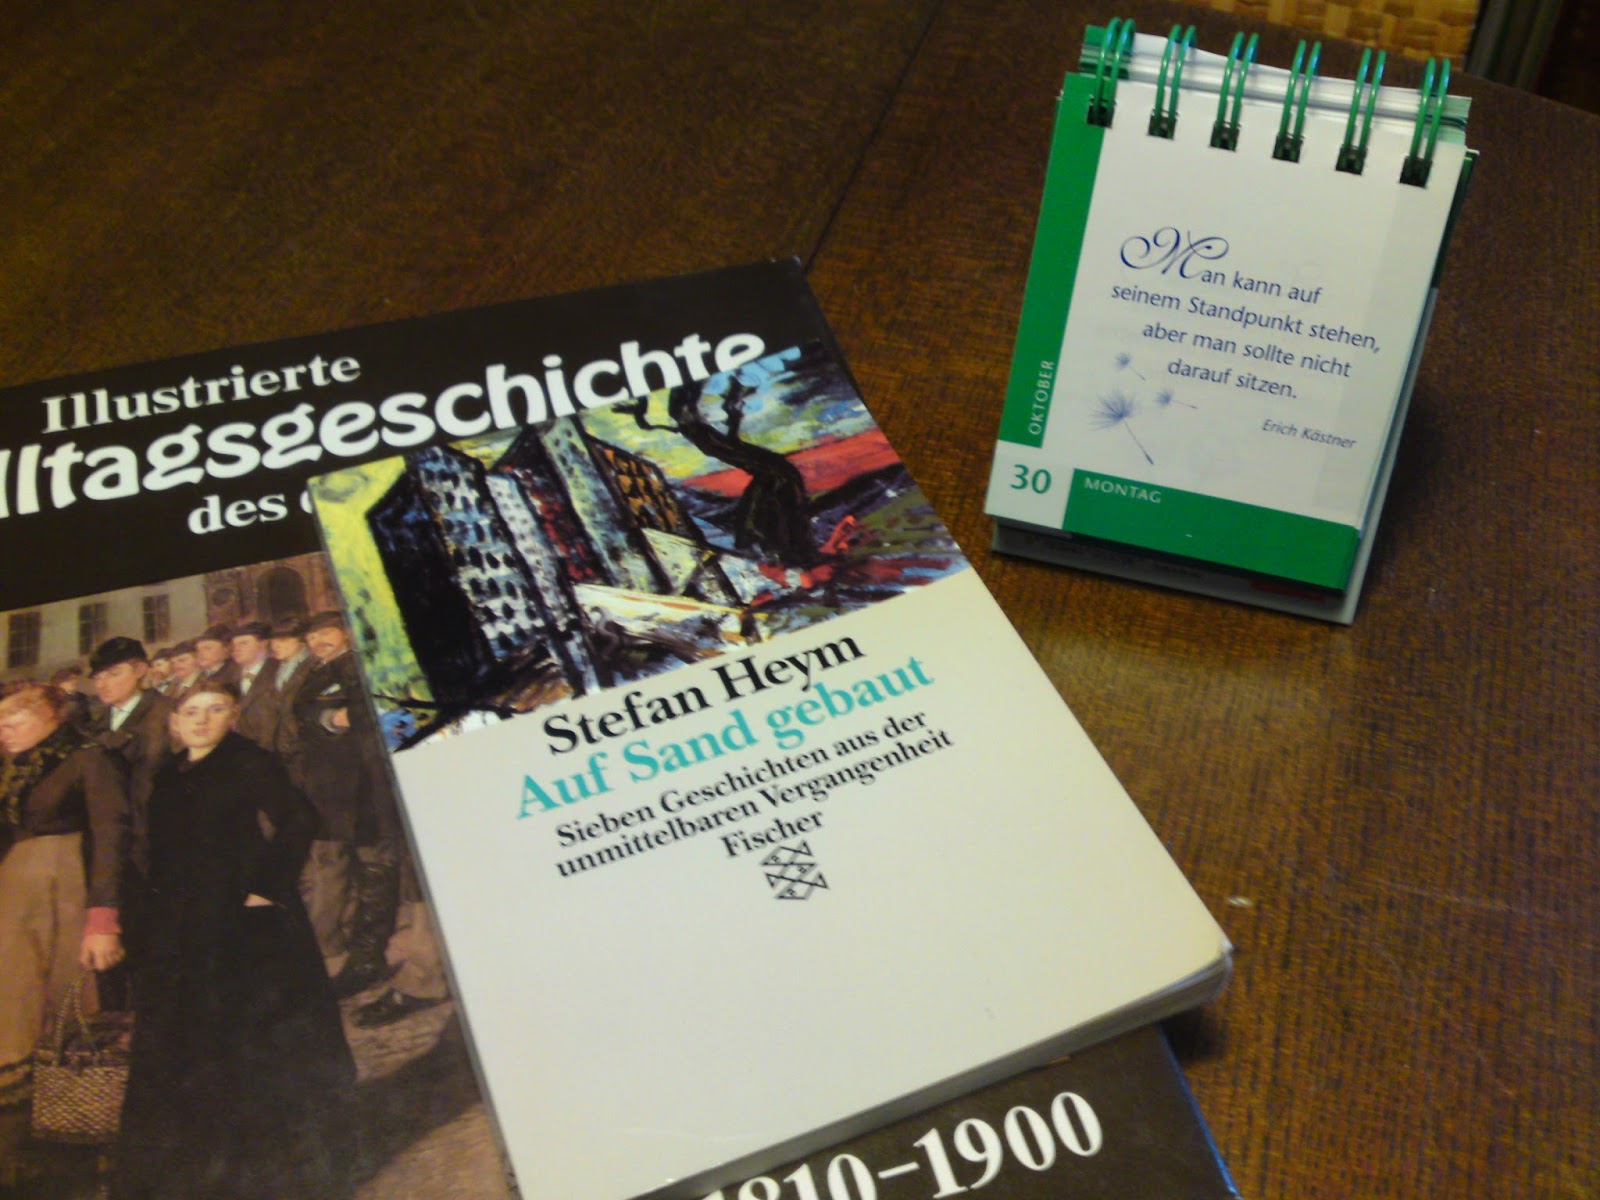 Illustrierte
lltagsgeschichte
des
1810–1900
Stefan Heym
Auf Sand gebaut
Sieben Geschichten aus der
unmittelbaren Vergangenheit
Fischer
Man kann auf
seinem Standpunkt stehen,
aber man sollte nicht
darauf sitzen.
Erich Kästner
OKTOBER
30
MONTAG